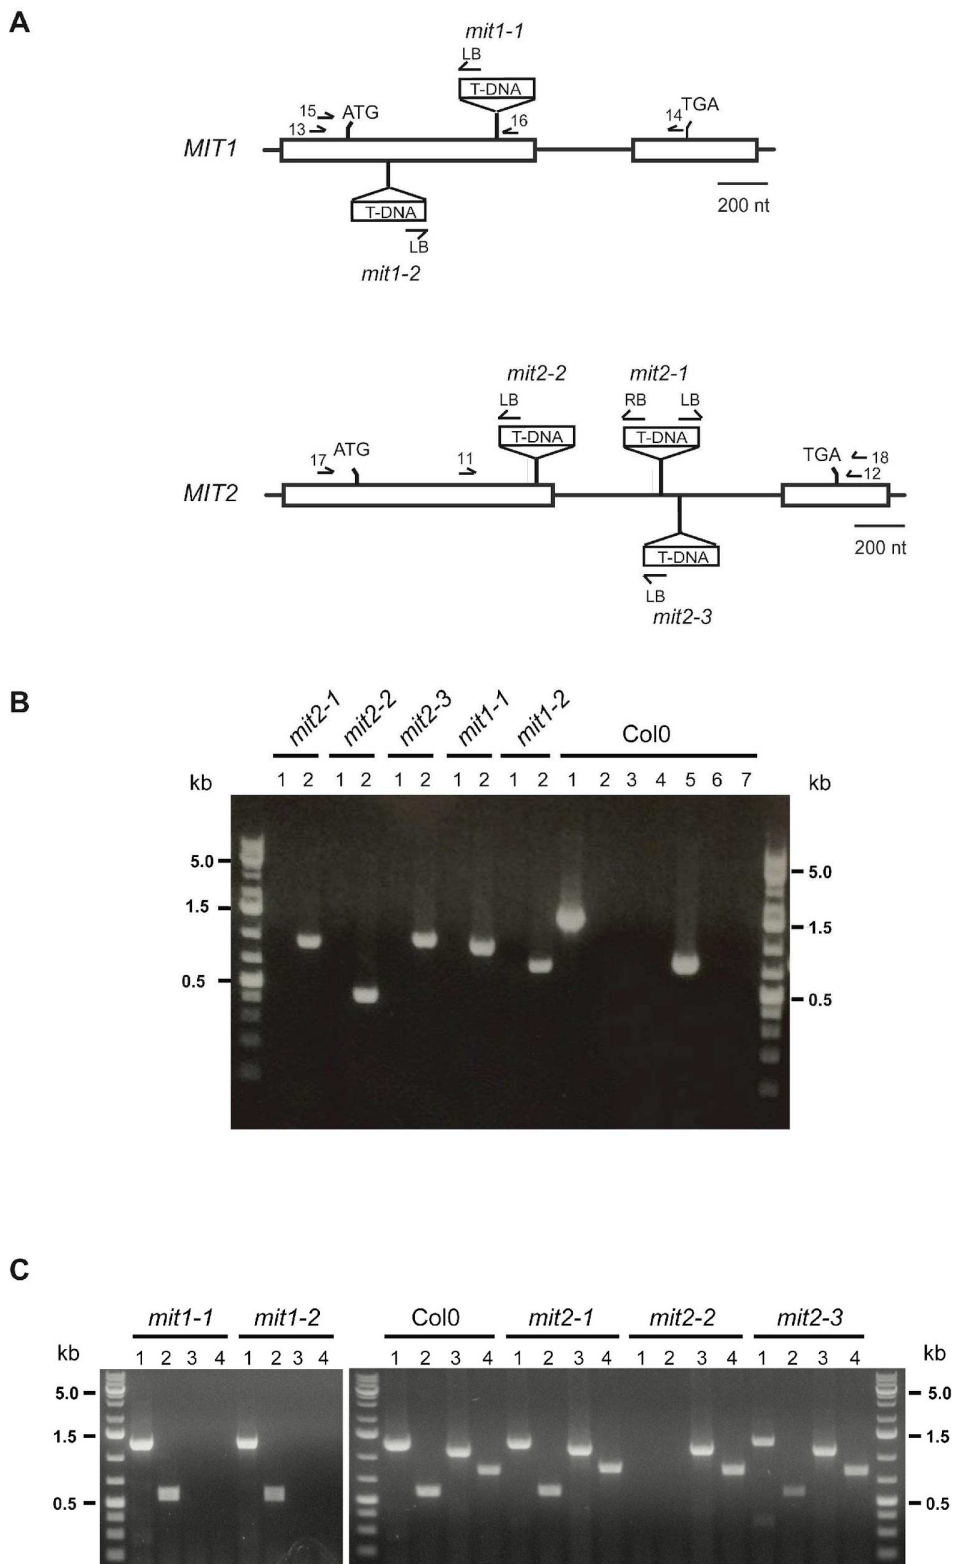 A
mit1-1
LB
T-DNA
15 ATG
13
16
14 TGA
MIT1
200 nt
T-DNA
LB
mit1-2
mit2-2 mit2-1
LB RB LB
T-DNA T-DNA
17 ATG 11 TGA 18
12
MIT2
200 nt
T-DNA
LB
mit2-3
B
mit2-1 mit2-2 mit2-3 mit1-1 mit1-2 Col0
kb 1 2 1 2 1 2 1 2 1 2 1 2 3 4 5 6 7 kb
5.0 5.0
1.5 1.5
0.5 0.5
C
mit1-1 mit1-2 Col0 mit2-1 mit2-2 mit2-3
kb 1 2 3 4 1 2 3 4 1 2 3 4 1 2 3 4 1 2 3 4 1 2 3 4 kb
5.0 5.0
1.5 1.5
0.5 0.5